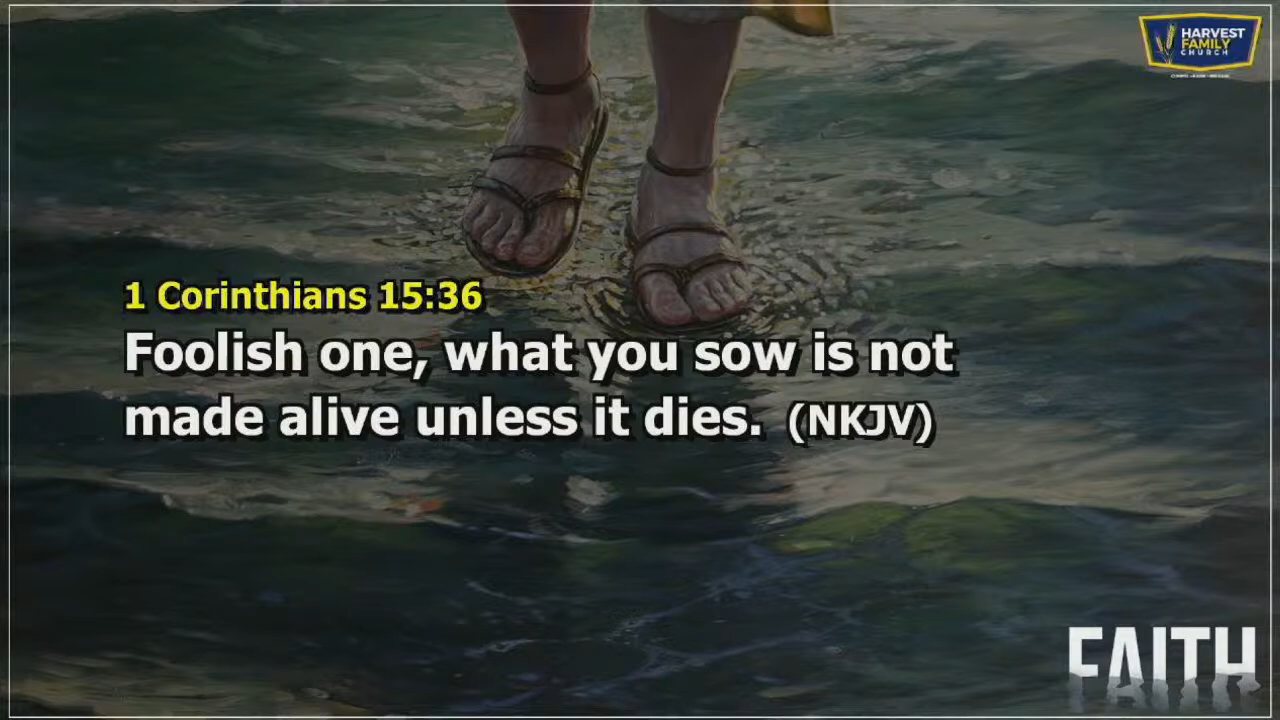 HARVEST
FAMILY
CHURCH
1 Corinthians 15:36
Foolish one, what you sow is not
made alive unless it dies. (NKJV)
FAITH